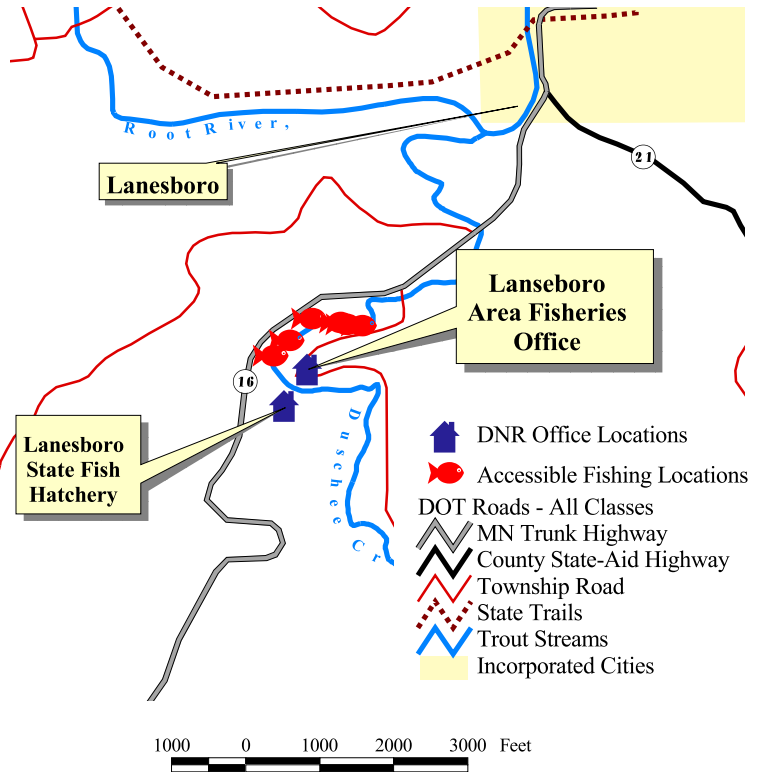 Root River,
Lanesboro
21
Lanseboro
Area Fisheries
Office
16
Lanesboro
State Fish
Hatchery
Duschee Cr
DNR Office Locations
Accessible Fishing Locations
DOT Roads - All Classes
MN Trunk Highway
County State-Aid Highway
Township Road
State Trails
Trout Streams
Incorporated Cities
1000 0 1000 2000 3000 Feet